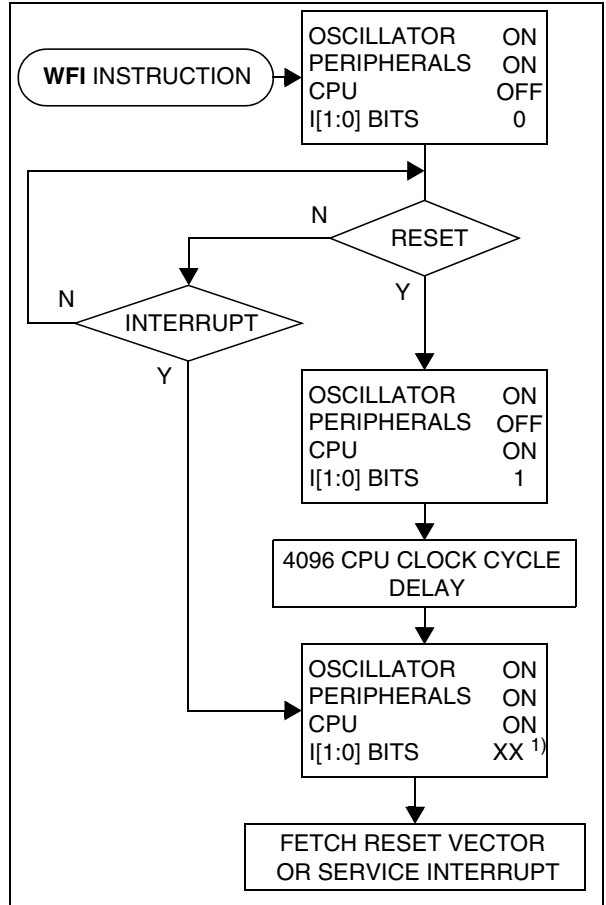 WFI INSTRUCTION
OSCILLATOR ON
PERIPHERALS ON
CPU OFF
I[1:0] BITS 0
N
RESET
N
INTERRUPT
Y
Y
OSCILLATOR ON
PERIPHERALS OFF
CPU ON
I[1:0] BITS 1
4096 CPU CLOCK CYCLE
DELAY
OSCILLATOR ON
PERIPHERALS ON
CPU ON
I[1:0] BITS XX 1)
FETCH RESET VECTOR
OR SERVICE INTERRUPT